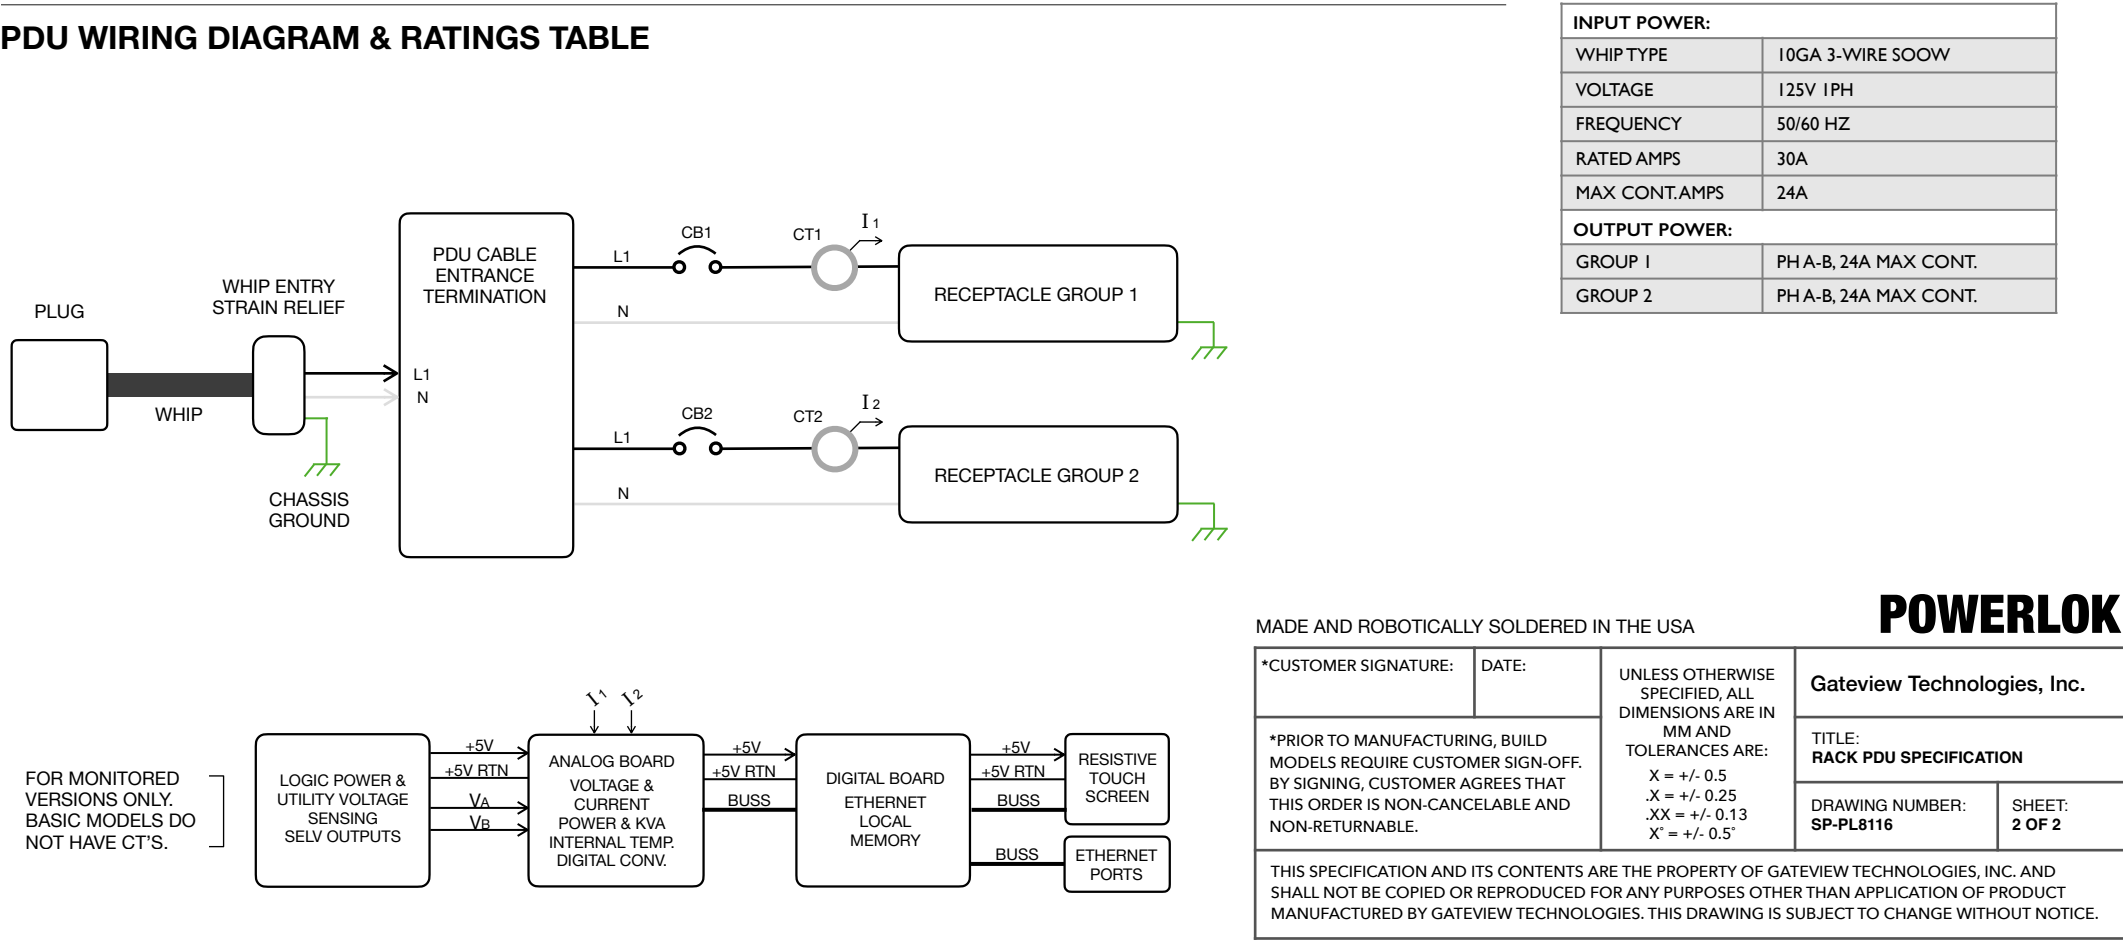 PDU WIRING DIAGRAM & RATINGS TABLE
INPUT POWER:
WHIP TYPE 10GA 3-WIRE SOOW
VOLTAGE 125V 1PH
FREQUENCY 50/60 HZ
RATED AMPS 30A
MAX CONT. AMPS 24A
OUTPUT POWER:
GROUP 1 PH A-B, 24A MAX CONT.
GROUP 2 PH A-B, 24A MAX CONT.
PLUG
WHIP
WHIP ENTRY
STRAIN RELIEF
CHASSIS
GROUND
L1
N
PDU CABLE
ENTRANCE
TERMINATION
L1
CB1
CT1
I 1
N
RECEPTACLE GROUP 1
L1
CB2
CT2
I 2
N
RECEPTACLE GROUP 2
FOR MONITORED
VERSIONS ONLY.
BASIC MODELS DO
NOT HAVE CT'S.
LOGIC POWER &
UTILITY VOLTAGE
SENSING
SELV OUTPUTS
+5V
+5V RTN
VA
VB
I 1
I 2
ANALOG BOARD
VOLTAGE &
CURRENT
POWER & KVA
INTERNAL TEMP.
DIGITAL CONV.
+5V
+5V RTN
BUSS
DIGITAL BOARD
ETHERNET
LOCAL
MEMORY
+5V
+5V RTN
BUSS
RESISTIVE
TOUCH
SCREEN
BUSS
ETHERNET
PORTS
MADE AND ROBOTICALLY SOLDERED IN THE USA
POWERLOK
*CUSTOMER SIGNATURE:
DATE:
*PRIOR TO MANUFACTURING, BUILD
MODELS REQUIRE CUSTOMER SIGN-OFF.
BY SIGNING, CUSTOMER AGREES THAT
THIS ORDER IS NON-CANCELABLE AND
NON-RETURNABLE.
UNLESS OTHERWISE
SPECIFIED, ALL
DIMENSIONS ARE IN
MM AND
TOLERANCES ARE:
X = +/- 0.5
.X = +/- 0.25
.XX = +/- 0.13
X° = +/- 0.5°
Gateview Technologies, Inc.
TITLE:
RACK PDU SPECIFICATION
DRAWING NUMBER:
SP-PL8116
SHEET:
2 OF 2
THIS SPECIFICATION AND ITS CONTENTS ARE THE PROPERTY OF GATEVIEW TECHNOLOGIES, INC. AND
SHALL NOT BE COPIED OR REPRODUCED FOR ANY PURPOSES OTHER THAN APPLICATION OF PRODUCT
MANUFACTURED BY GATEVIEW TECHNOLOGIES. THIS DRAWING IS SUBJECT TO CHANGE WITHOUT NOTICE.